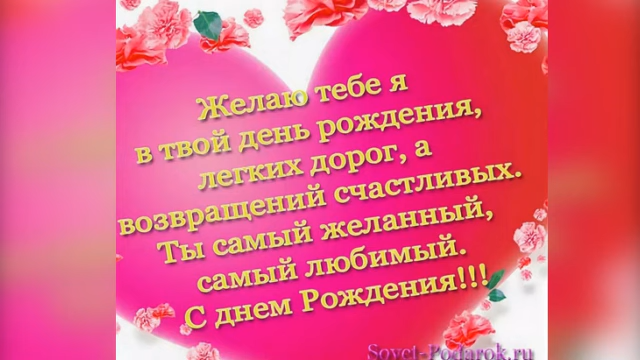 Желаю тебе я
в твой день рождения,
легких дорог, а
возвращений счастливых.
Ты самый желанный,
самый любимый.
С днем Рождения!!!
Sovet-Podarok.ru